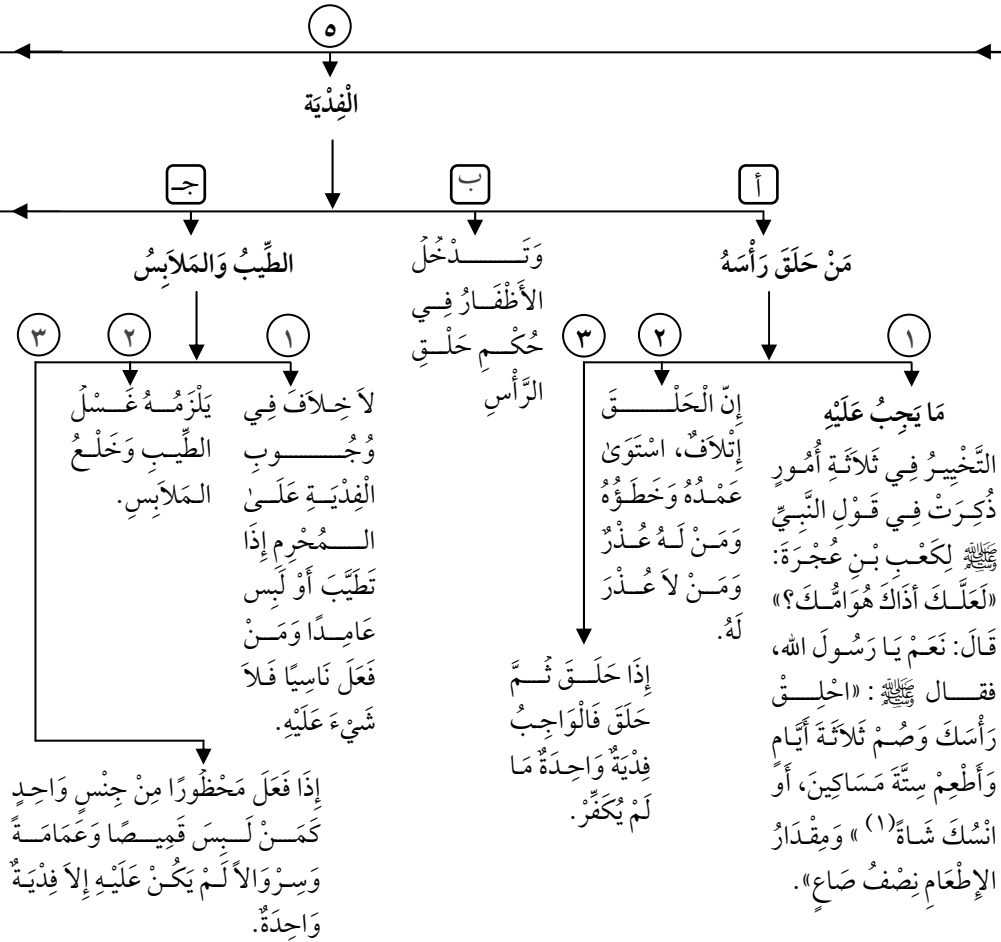 ٥
الْفِدْيَة
أ
مَنْ حَلَقَ رَأْسَهُ
١
مَا يَجِبُ عَلَيْهِ
التَّخْيِيرُ فِي ثَلاَثَةِ أُمُورٍ
ذُكِرَتْ فِي قَوْلِ النَّبِيِّ
ﷺ لِكَعْبِ بْنِ عُجْرَةَ:
«لَعَلَّكَ أذَاكَ هُوَامُّكَ؟»
قَالَ: نَعَمْ يَا رَسُولَ الله،
فقال ﷺ: «احْلِقْ
رَأْسَكَ وَصُمْ ثَلاَثَةَ أَيَّامٍ
وَأَطْعِمْ سِتَّةَ مَسَاكِينَ، أَو
انْسُكَ شَاةً(١)» وَمِقْدَارُ
الإِطْعَامِ نِصْفُ صَاعٍ».
٢
إِنّ الْحَلْقَ
إِتْلاَفٌ، اسْتَوَىٰ
عَمْدُهُ وَخَطَؤُهُ
وَمَنْ لَهُ عُذْرٌ
وَمَنْ لاَ عُذْرَ
لَهُ.
٣
إِذَا حَلَقَ ثُمَّ
حَلَقَ فَالْوَاجِبُ
فِدْيَةٌ وَاحِدَةٌ مَا
لَمْ يُكَفِّرْ.
ب
وَتَدْخُلُ
الأَظْفَارُ فِي
حُكْمِ حَلْقِ
الرَّأْسِ
جـ
الطِّيبُ وَالمَلاَبِسُ
١
لاَ خِلاَفَ فِي
وُجُوبِ
الْفِدْيَةِ عَلَىٰ
المُحْرِمِ إِذَا
تَطَيَّبَ أَوْ لَبِس
عَامِدًا وَمَنْ
فَعَلَ نَاسِيًا فَلاَ
شَيْءَ عَلَيْهِ.
٢
يَلْزَمُهُ غَسْلُ
الطِّيبِ وَخَلْعُ
المَلاَبِسِ.
٣
إِذَا فَعَلَ مَحْظُورًا مِنْ جِنْسٍ وَاحِدٍ
كَمَنْ لَبِسَ قَمِيصًا وَعَمَامَةً
وَسِرْوَالاً لَمْ يَكُنْ عَلَيْهِ إِلاَ فِدْيَةٌ
وَاحِدَةٌ.